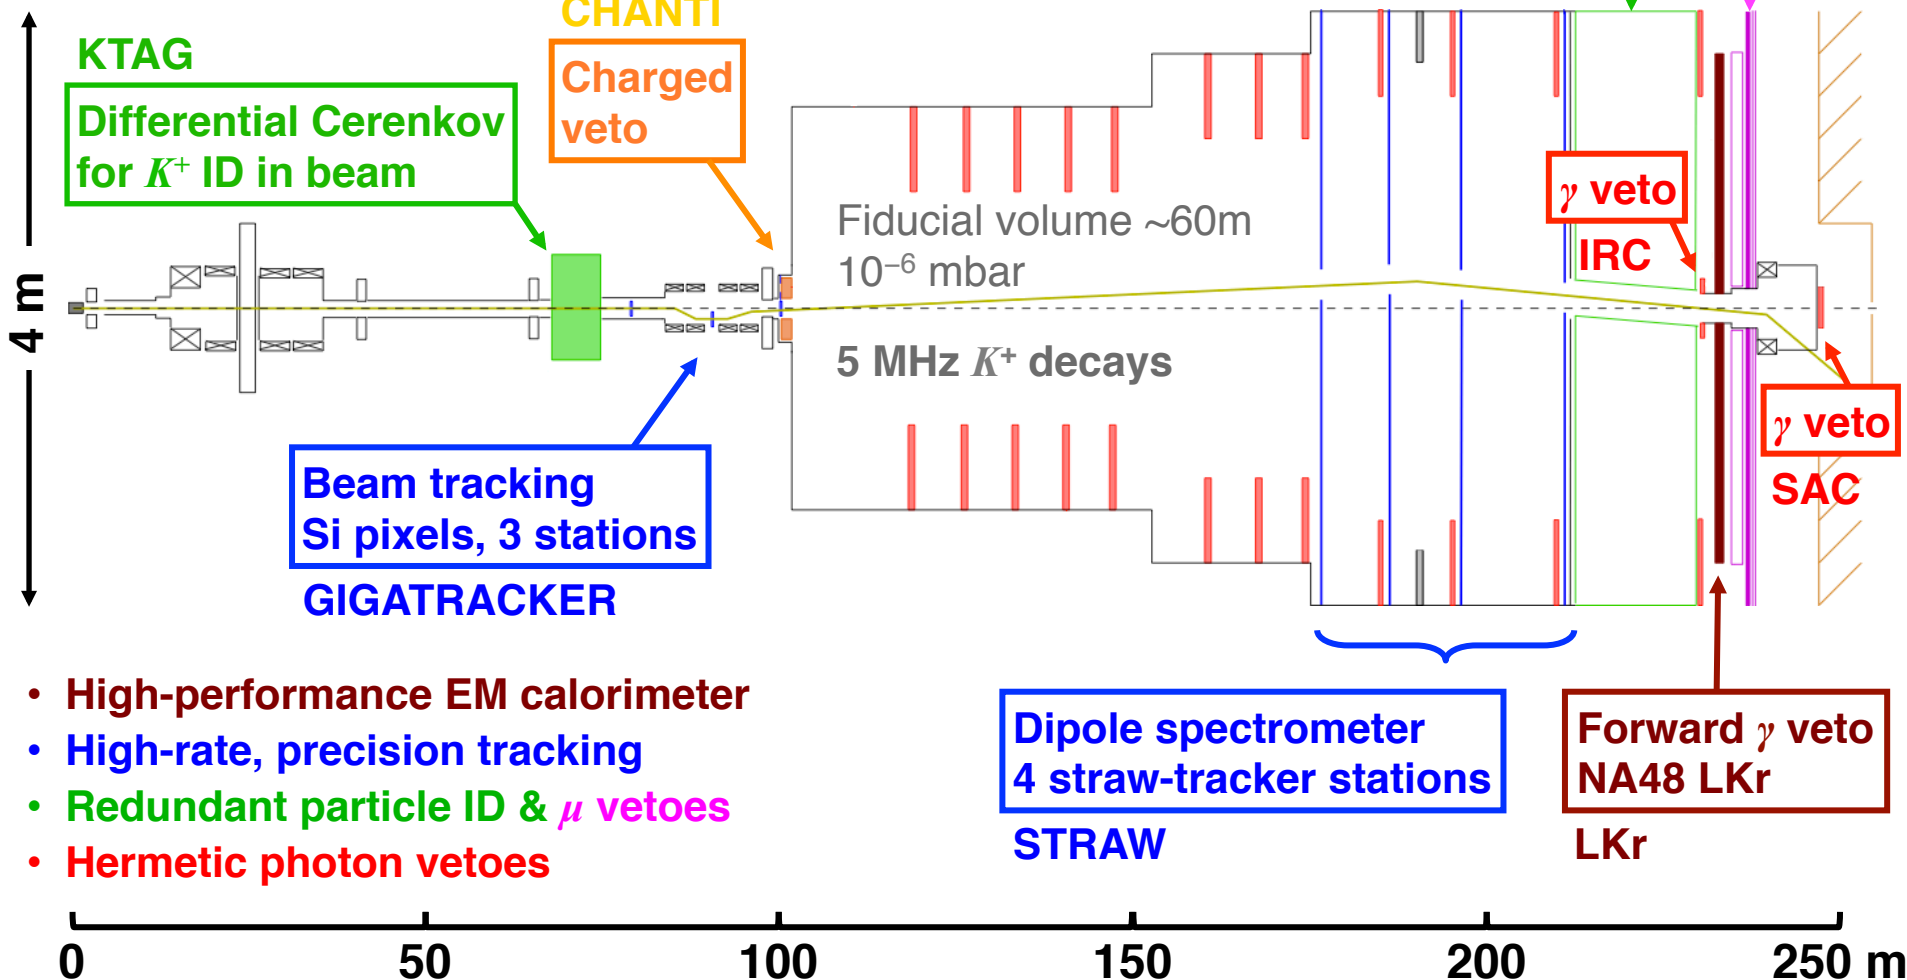 CHANTI
KTAG
Charged
veto
Differential Cerenkov
for K⁺ ID in beam
γ veto
IRC
Fiducial volume ~60m
10⁻⁶ mbar
4 m
5 MHz K⁺ decays
γ veto
SAC
Beam tracking
Si pixels, 3 stations
GIGATRACKER
• High-performance EM calorimeter
• High-rate, precision tracking
• Redundant particle ID & μ vetoes
• Hermetic photon vetoes
Dipole spectrometer
4 straw-tracker stations
STRAW
Forward γ veto
NA48 LKr
LKr
0 50 100 150 200 250 m